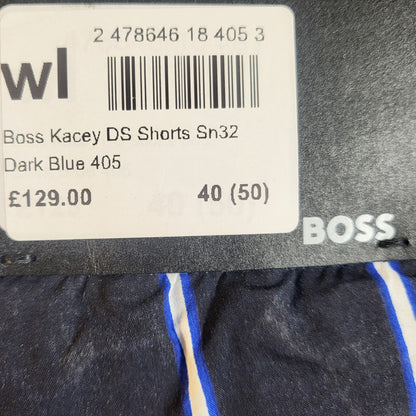 2 478646 18 405 3
wl
Boss Kacey DS Shorts Sn32
Dark Blue 405
£129.00 40 (50)
BOSS